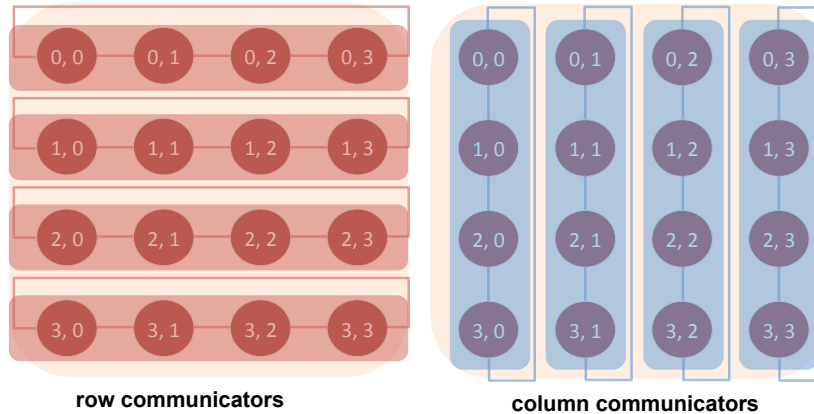 0, 0 0, 1 0, 2 0, 3
1, 0 1, 1 1, 2 1, 3
2, 0 2, 1 2, 2 2, 3
3, 0 3, 1 3, 2 3, 3
row communicators
0, 0 0, 1 0, 2 0, 3
1, 0 1, 1 1, 2 1, 3
2, 0 2, 1 2, 2 2, 3
3, 0 3, 1 3, 2 3, 3
column communicators